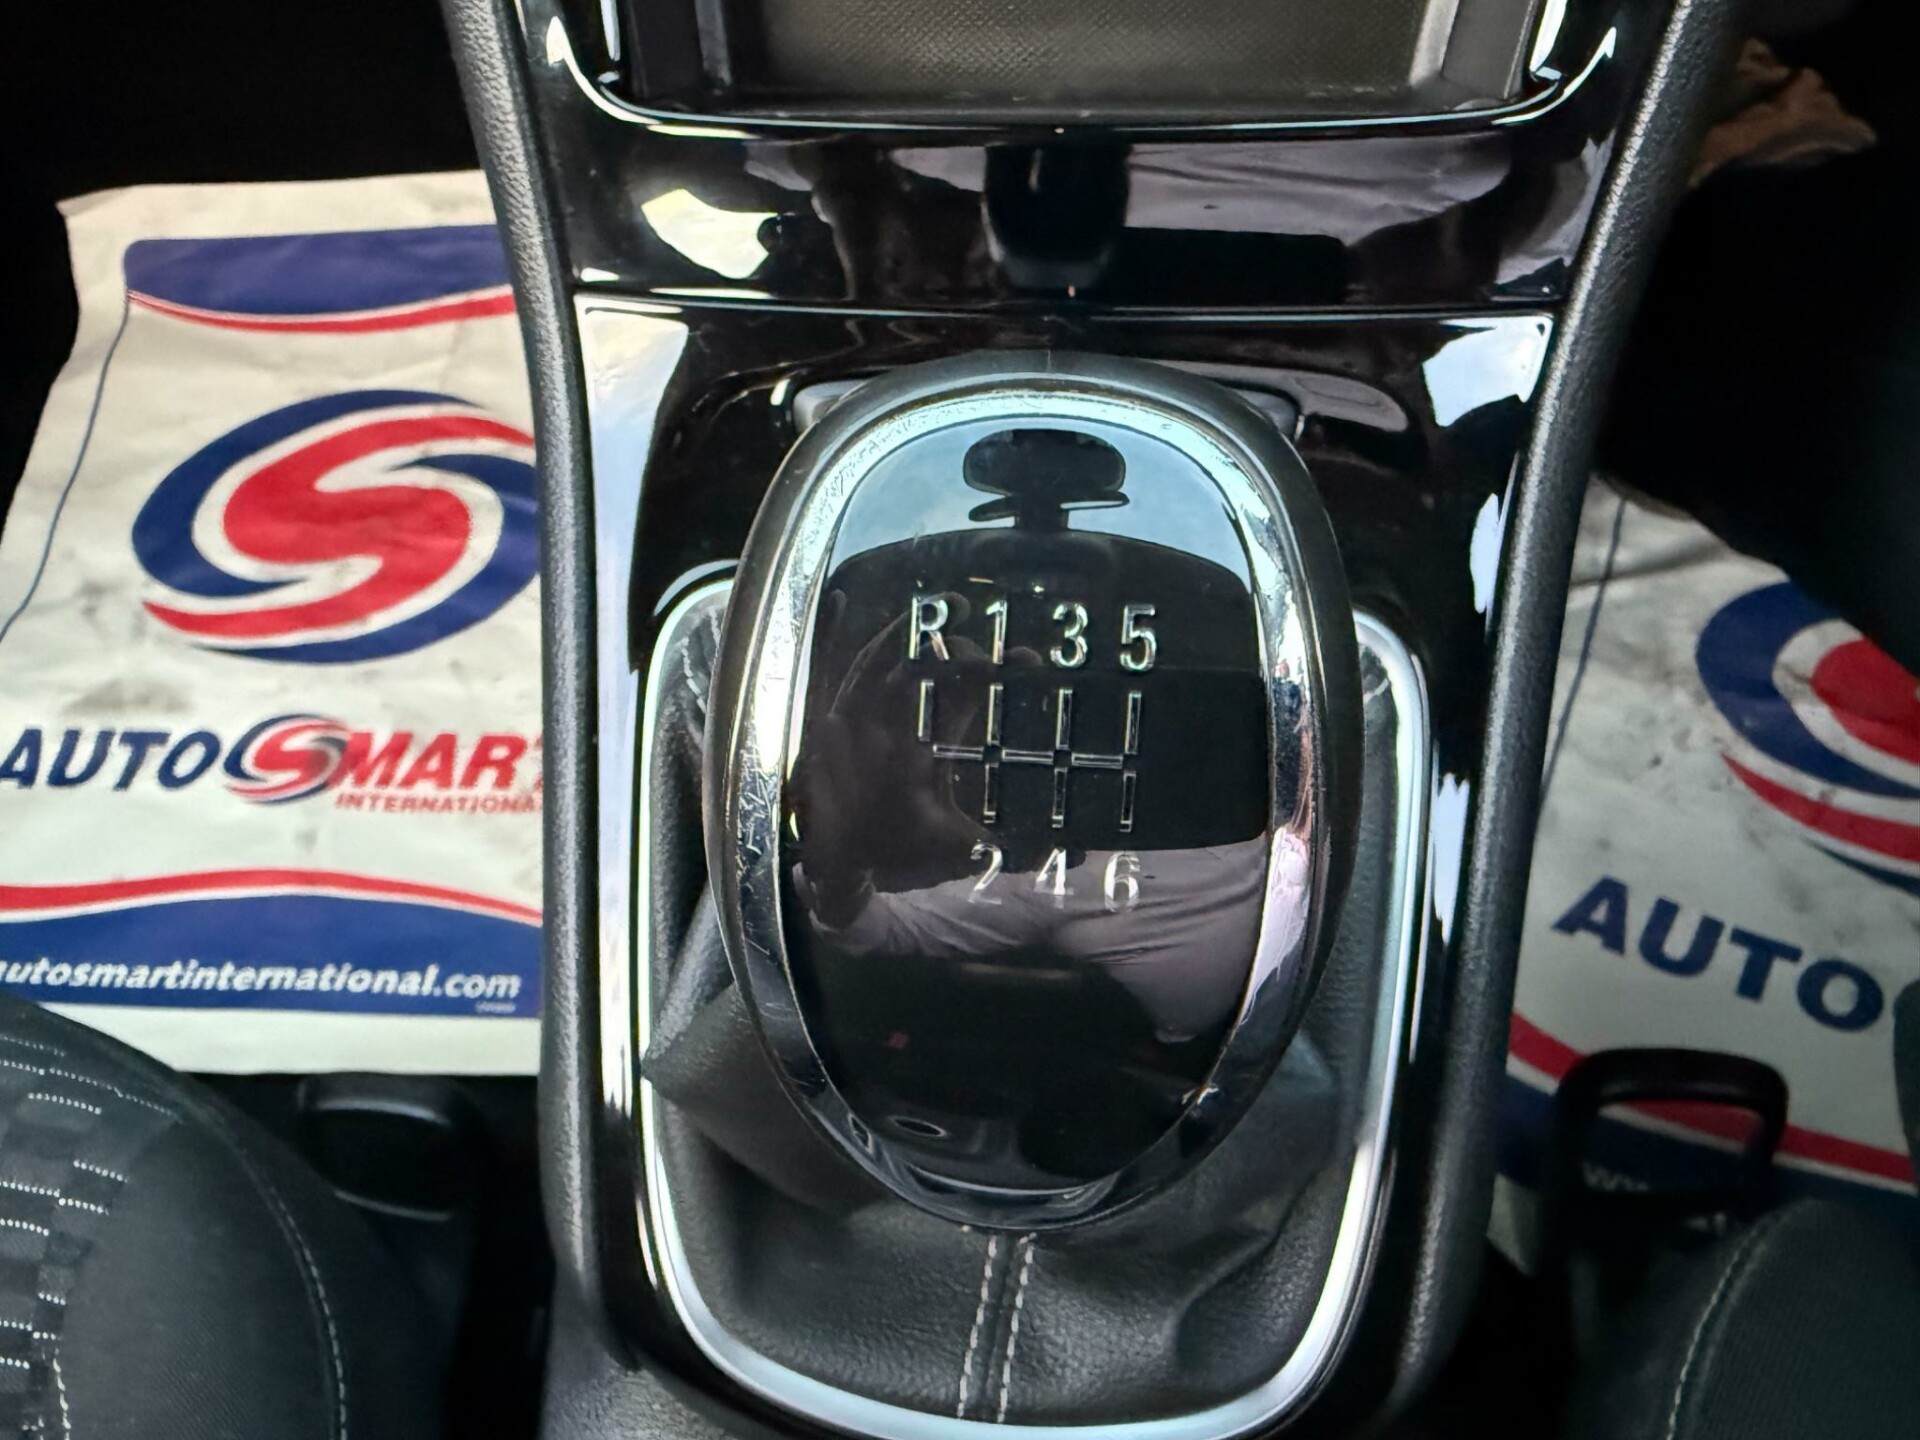 R 1 3 5
2 4 6
AUTOSMART
INTERNATIONAL
autosmartinternational.com
AUTO